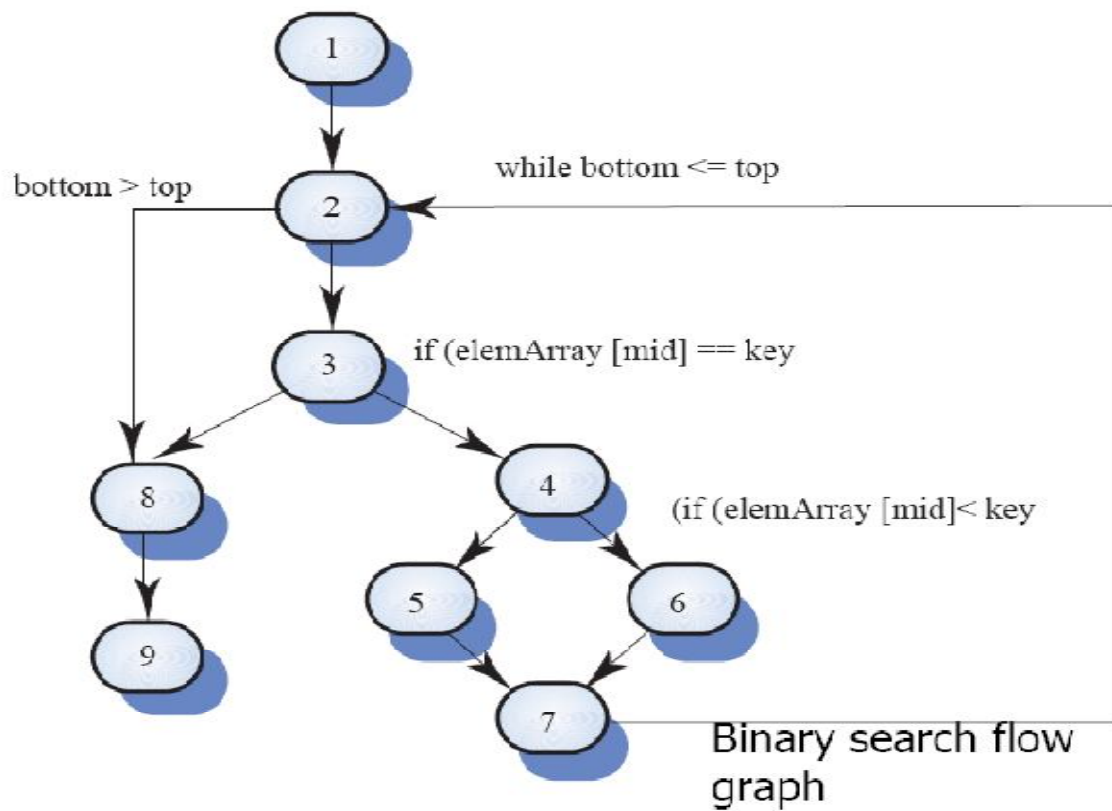 1
while bottom <= top
bottom > top
2
3
if (elemArray [mid] == key
4
8
(if (elemArray [mid]< key
5
6
9
7
Binary search flow
graph